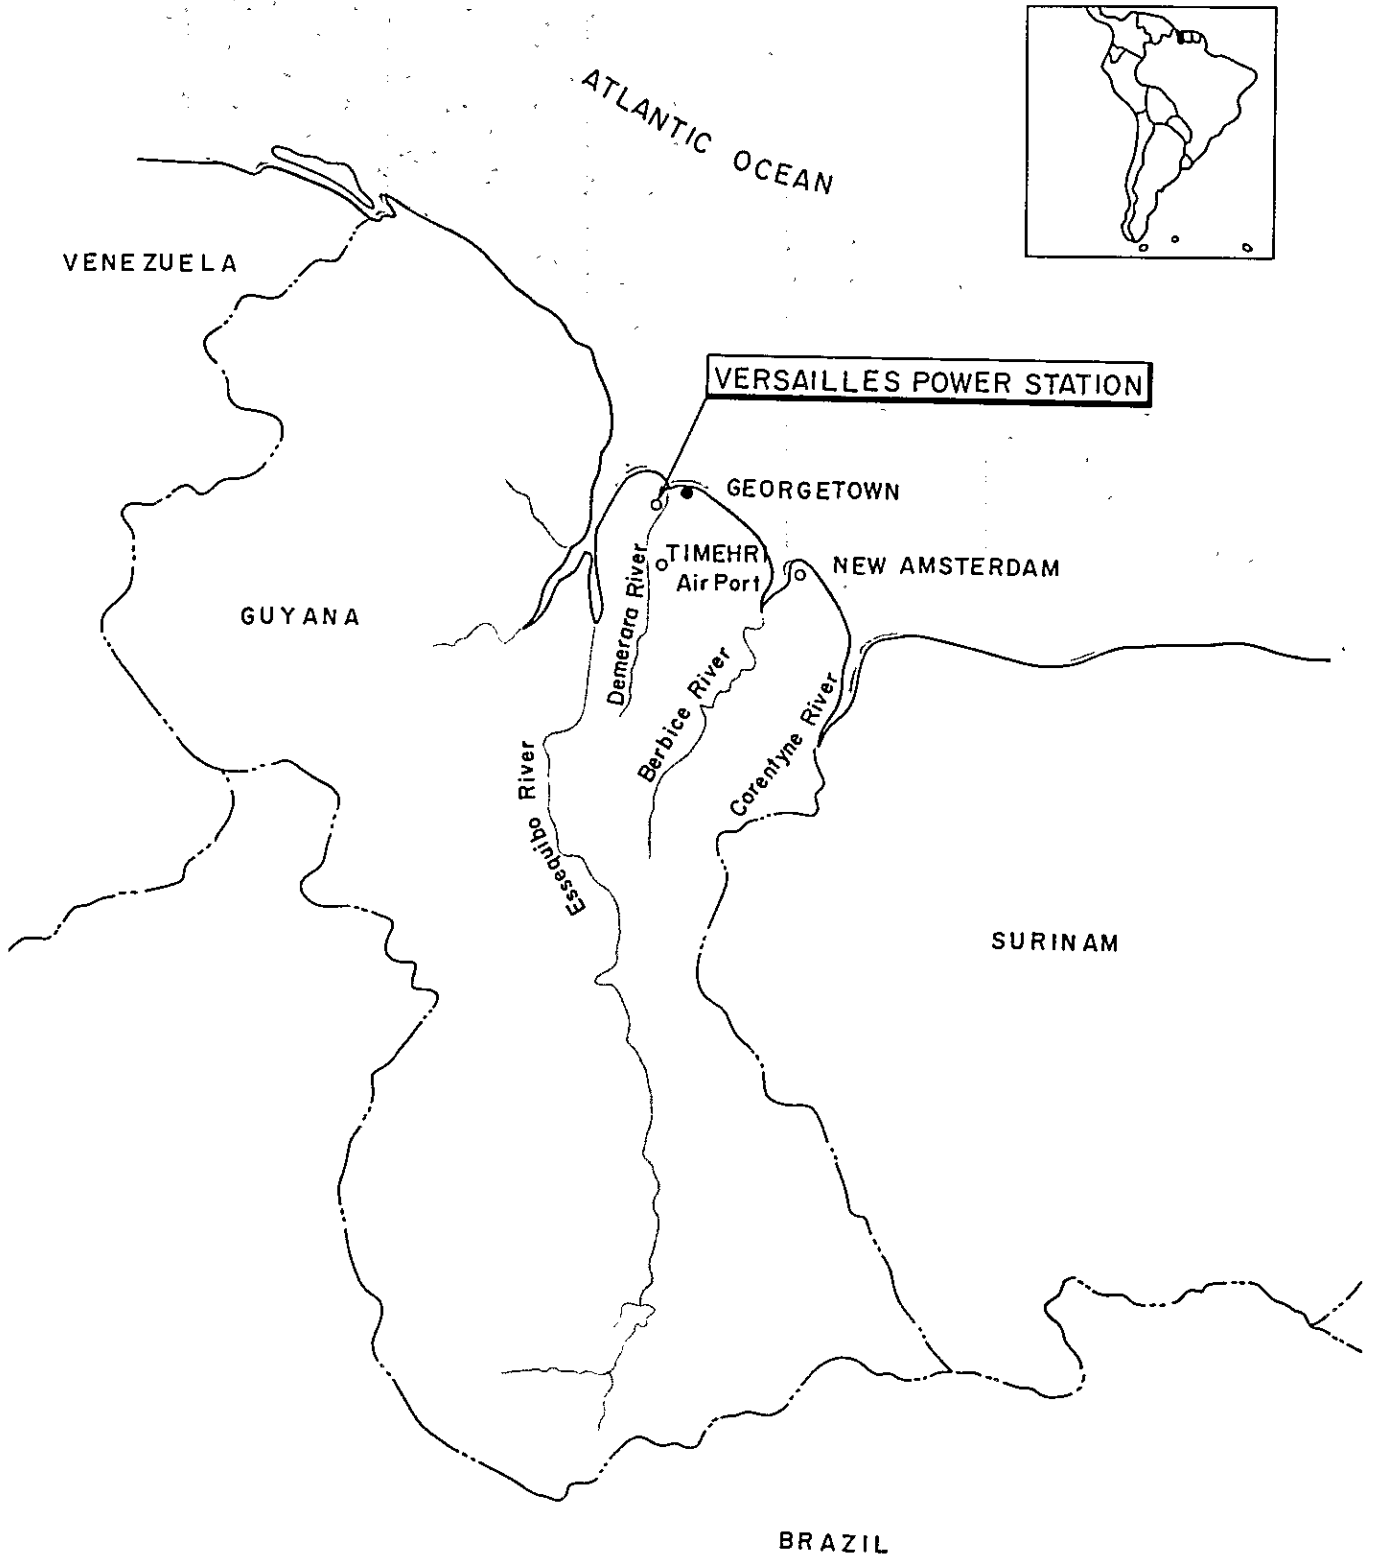 ATLANTIC OCEAN
VENEZUELA
VERSAILLES POWER STATION
GEORGETOWN
TIMEHRI
Air Port
NEW AMSTERDAM
GUYANA
Demerara River
Berbice River
Corentyne River
Essequibo River
SURINAM
BRAZIL